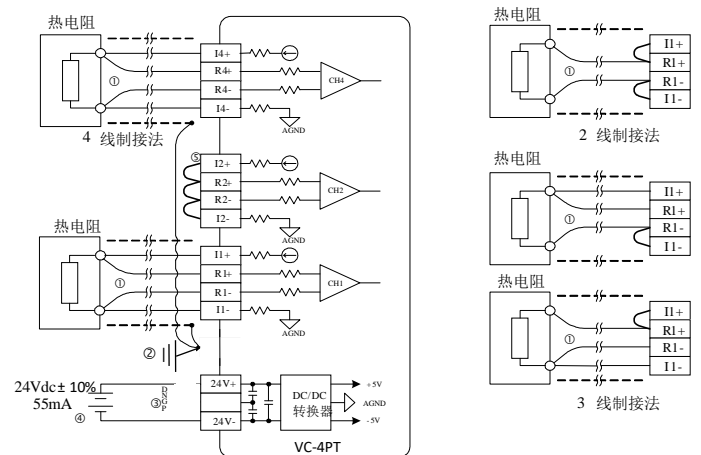 热电阻
I4+
R4+
R4-
I4-
①
CH4
AGND
4 线制接法
⑤
I2+
R2+
R2-
I2-
CH2
AGND
热电阻
I1+
R1+
R1-
I1-
①
CH1
AGND
②
24Vdc±10%
55mA
③
④
24V+
24V-
DC/DC
转换器
+5V
AGND
-5V
VC-4PT
热电阻
I1+
R1+
R1-
I1-
①
2 线制接法
热电阻
I1+
R1+
R1-
I1-
①
热电阻
I1+
R1+
R1-
I1-
①
3 线制接法